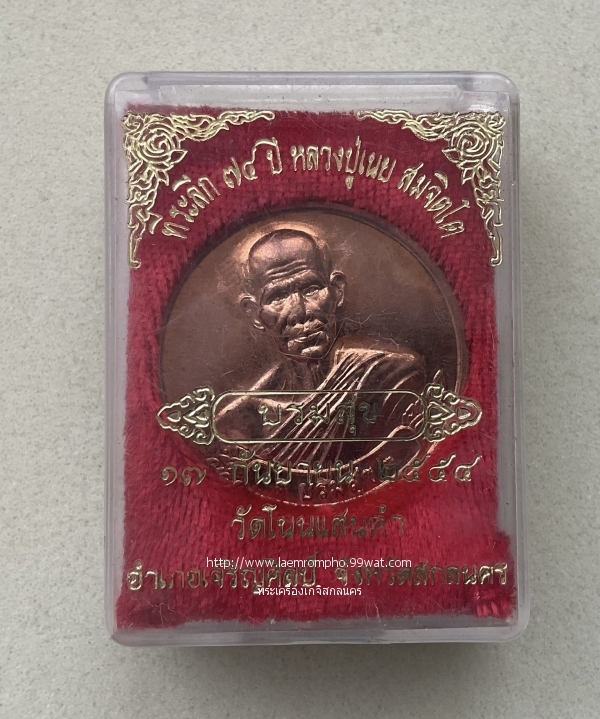 ที่ระลึก ๗๔ ปี หลวงปู่เนย สมจิตโต
บรมสุข
๑๗ กันยายน ๒๕๕๔
วัดโนนแสนคำ
http://www.laemrompho.99wat.com
อำเภอเจริญศิลป์ จังหวัดสกลนคร
พระเครื่องเกจิสกลนคร